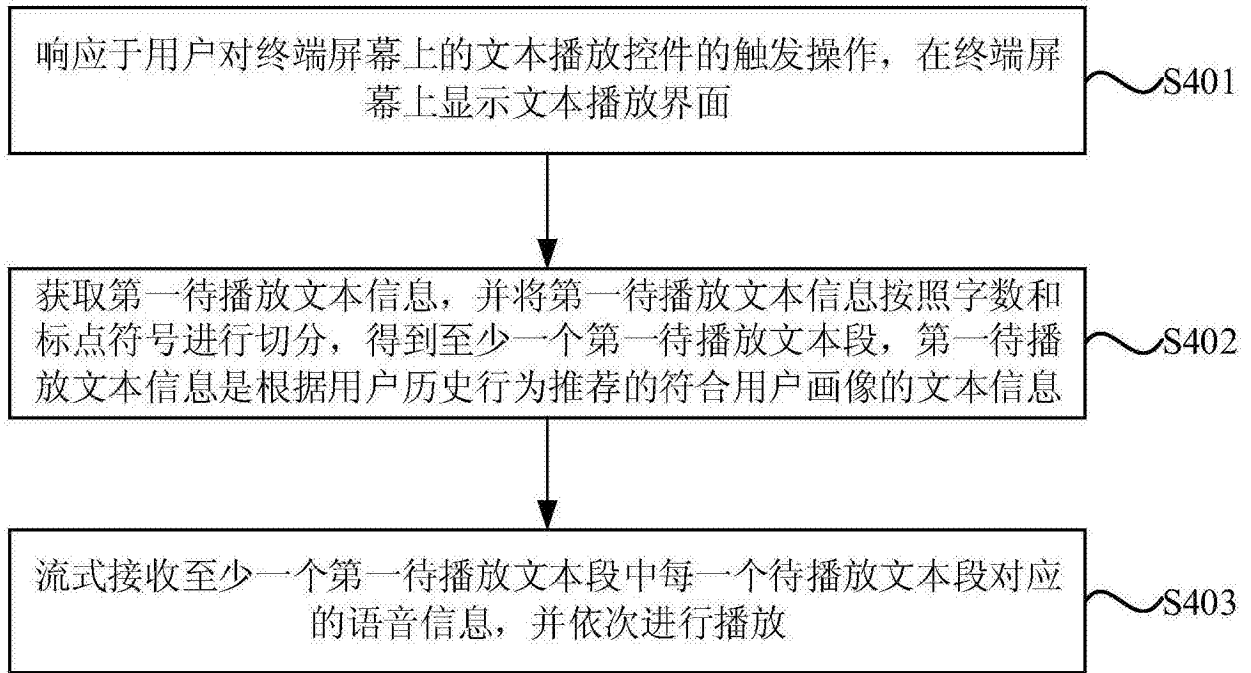 响应于用户对终端屏幕上的文本播放控件的触发操作，在终端屏
幕上显示文本播放界面
S401
获取第一待播放文本信息，并将第一待播放文本信息按照字数和
标点符号进行切分，得到至少一个第一待播放文本段，第一待播
放文本信息是根据用户历史行为推荐的符合用户画像的文本信息
S402
流式接收至少一个第一待播放文本段中每一个待播放文本段对应
的语音信息，并依次进行播放
S403